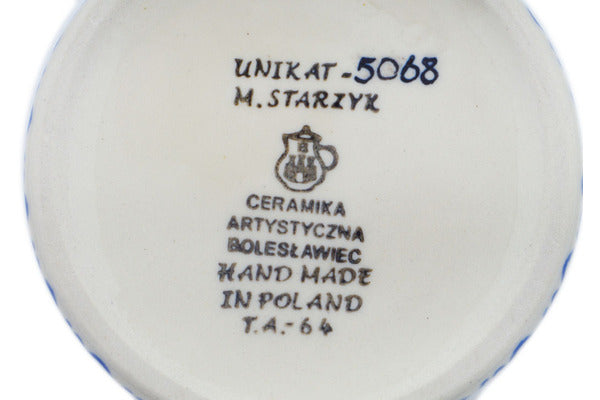 UNIKAT-5068
M. STARZYK
CERAMIKA
ARTYSTYCZNA
BOLESŁAWIEC
HAND MADE
IN POLAND
T.A.-64